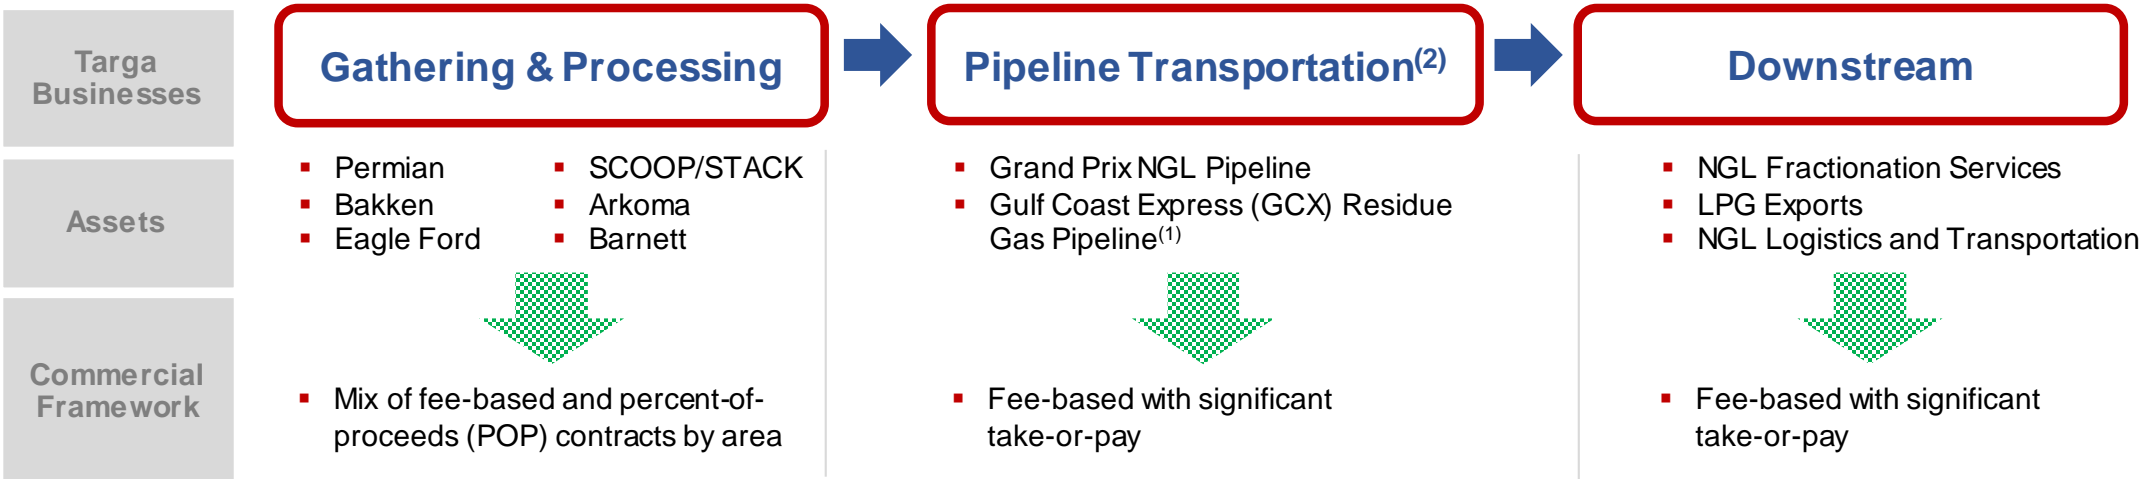 Targa
Businesses
Gathering & Processing
Pipeline Transportation(2)
Downstream
Assets
▪ Permian
▪ Bakken
▪ Eagle Ford
▪ SCOOP/STACK
▪ Arkoma
▪ Barnett
▪ Grand Prix NGL Pipeline
▪ Gulf Coast Express (GCX) Residue
Gas Pipeline(1)
▪ NGL Fractionation Services
▪ LPG Exports
▪ NGL Logistics and Transportation
Commercial
Framework
▪ Mix of fee-based and percent-of-
proceeds (POP) contracts by area
▪ Fee-based with significant
take-or-pay
▪ Fee-based with significant
take-or-pay